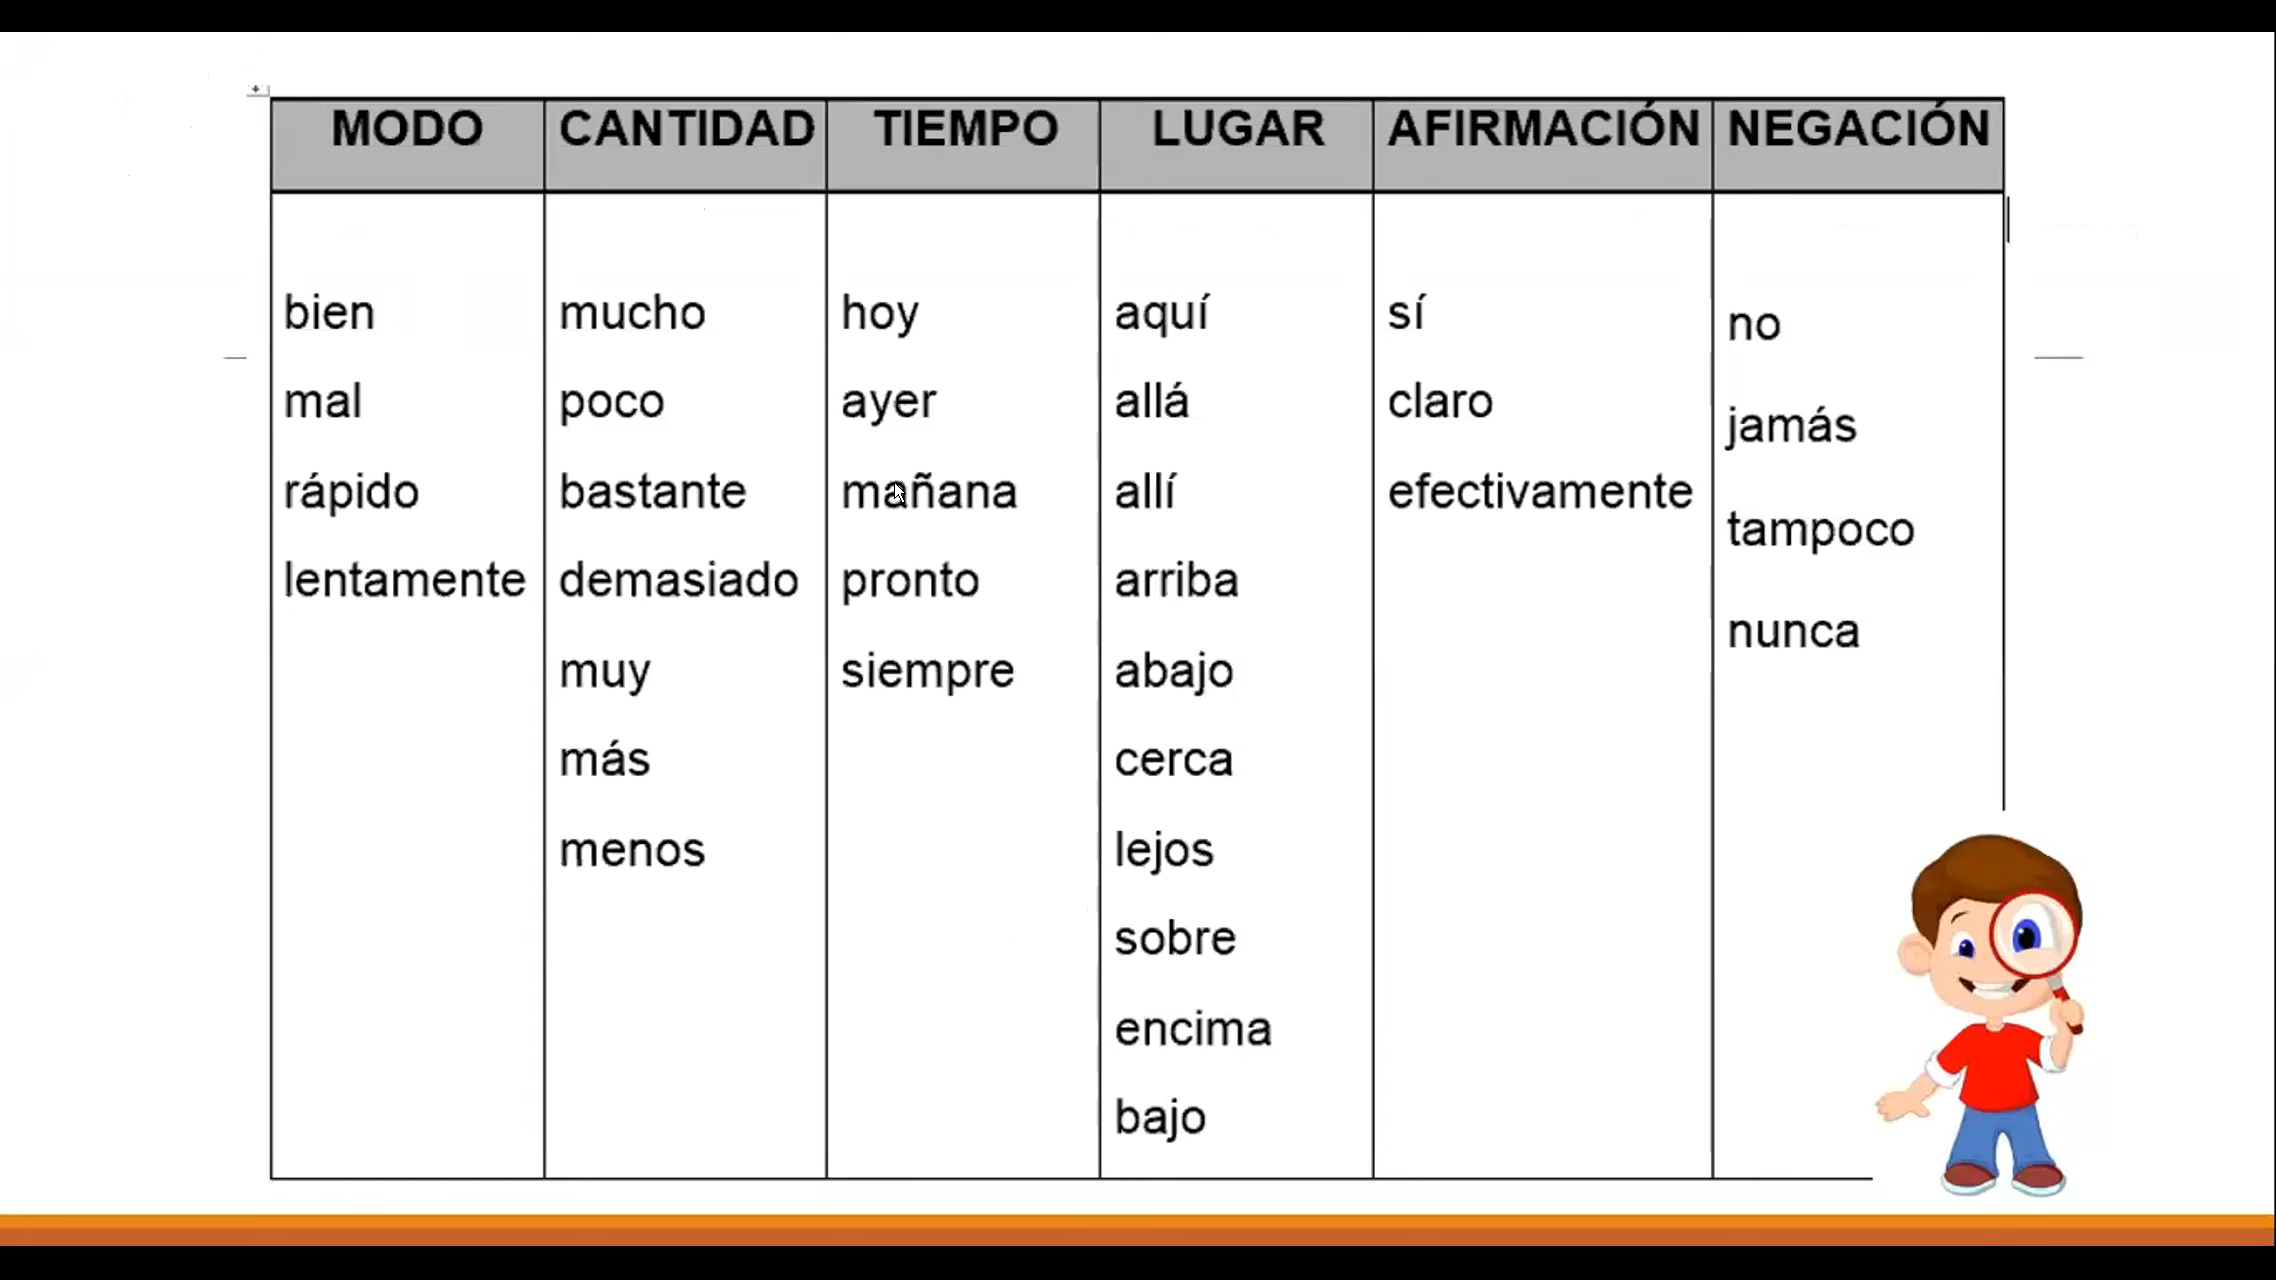 MODO CANTIDAD TIEMPO LUGAR AFIRMACIÓN NEGACIÓN
bien mucho hoy aquí sí no
mal poco ayer allá claro jamás
rápido bastante mañana allí efectivamente tampoco
lentamente demasiado pronto arriba nunca
muy siempre abajo
más cerca
menos lejos
sobre
encima
bajo